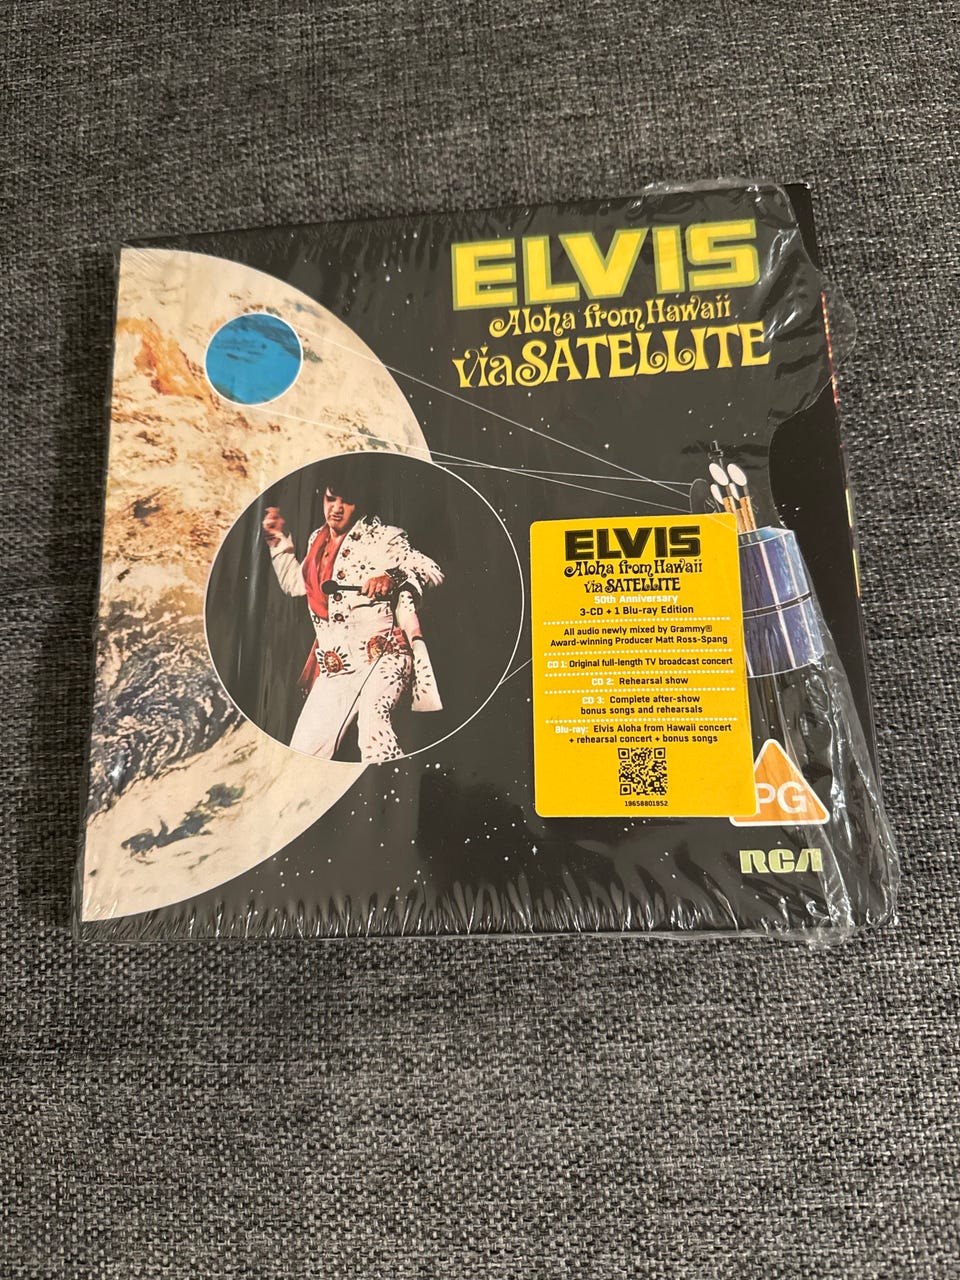 ELVIS
Aloha from Hawaii
via SATELLITE
ELVIS
Aloha from Hawaii
via SATELLITE
50th Anniversary
3-CD + 1 Blu-ray Edition
All audio newly mixed by Grammy®
Award-winning Producer Matt Ross-Spang
CD 1: Original full-length TV broadcast concert
CD 2: Rehearsal show
CD 3: Complete after-show
bonus songs and rehearsals
Blu-ray: Elvis Aloha from Hawaii concert
+ rehearsal concert + bonus songs
19658801952
PG
RCA